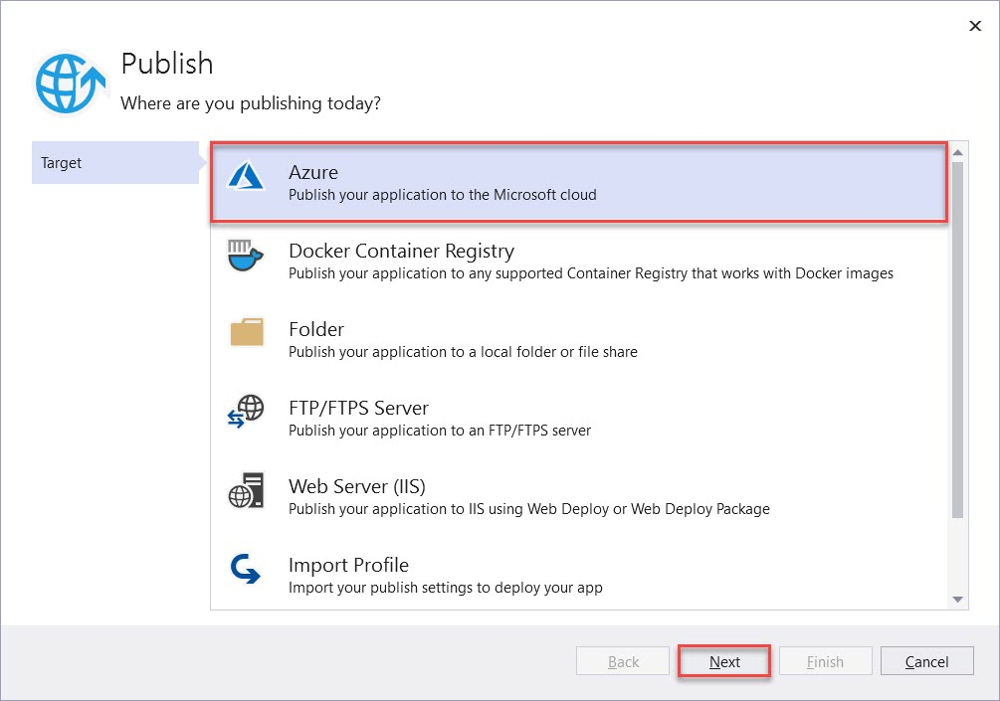 Publish
Where are you publishing today?
Target
Azure
Publish your application to the Microsoft cloud
Docker Container Registry
Publish your application to any supported Container Registry that works with Docker images
Folder
Publish your application to a local folder or file share
FTP/FTPS Server
Publish your application to an FTP/FTPS server
Web Server (IIS)
Publish your application to IIS using Web Deploy or Web Deploy Package
Import Profile
Import your publish settings to deploy your app
Back
Next
Finish
Cancel